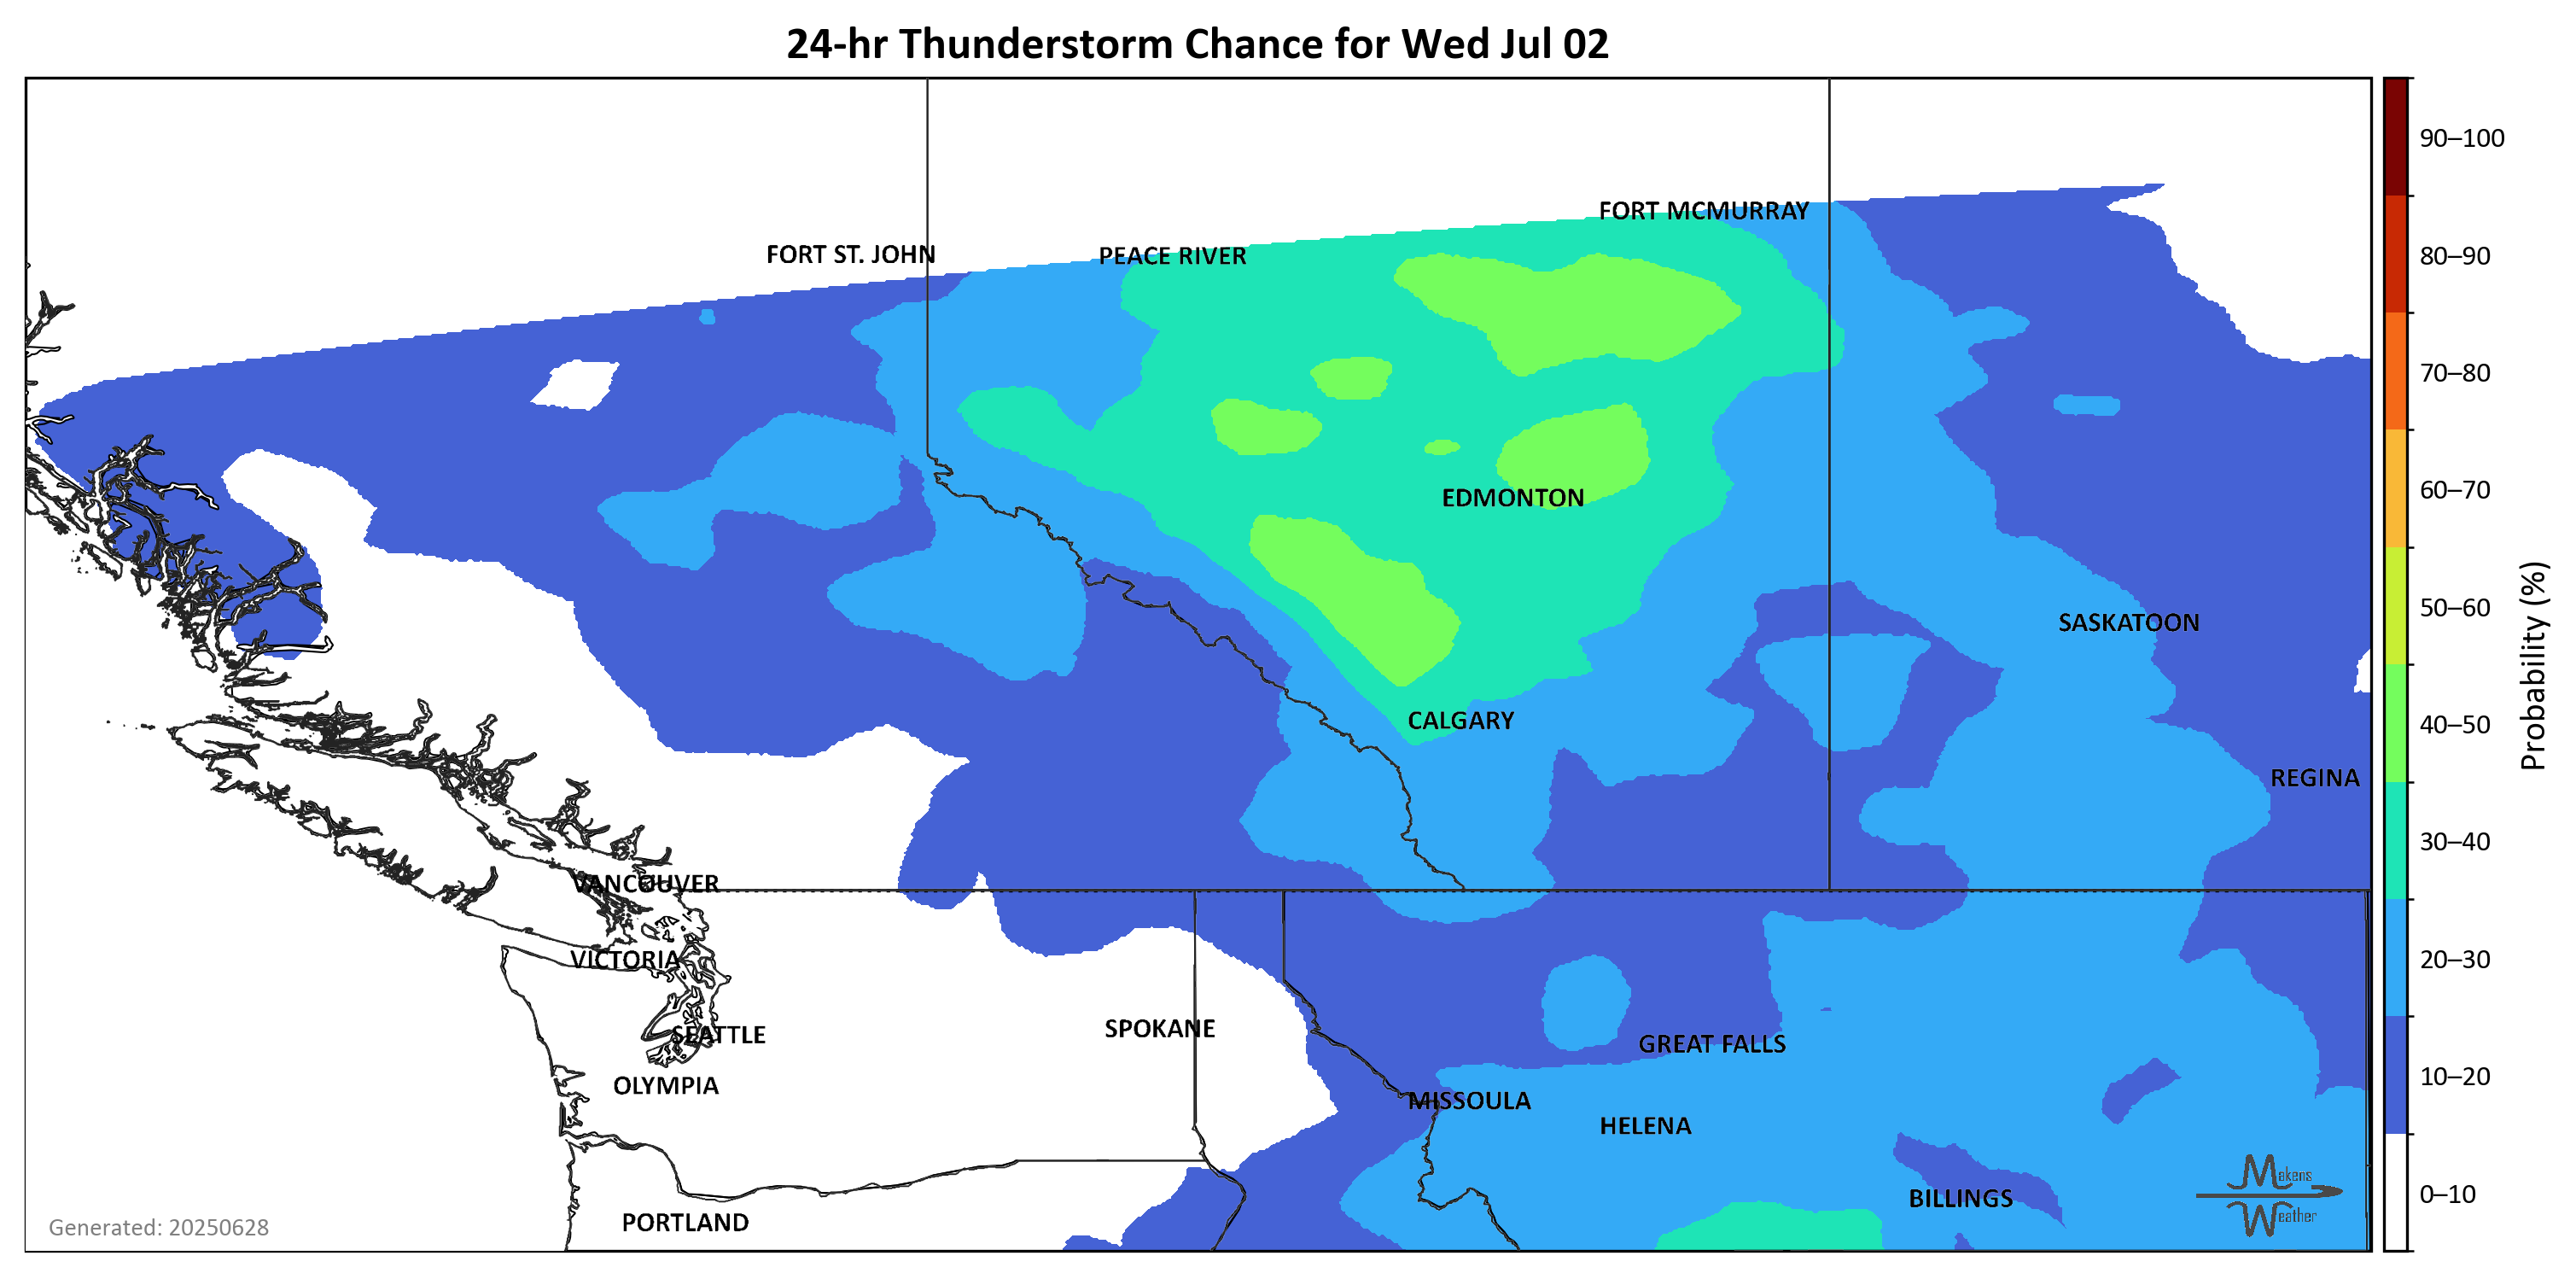 24-hr Thunderstorm Chance for Wed Jul 02
FORT MCMURRAY
FORT ST. JOHN
PEACE RIVER
EDMONTON
SASKATOON
CALGARY
REGINA
VANCOUVER
VICTORIA
SPOKANE
SEATTLE
GREAT FALLS
OLYMPIA
MISSOULA
HELENA
BILLINGS
PORTLAND
Makens
Weather
Generated: 20250628
90–100
80–90
70–80
60–70
50–60
40–50
30–40
20–30
10–20
0–10
Probability (%)